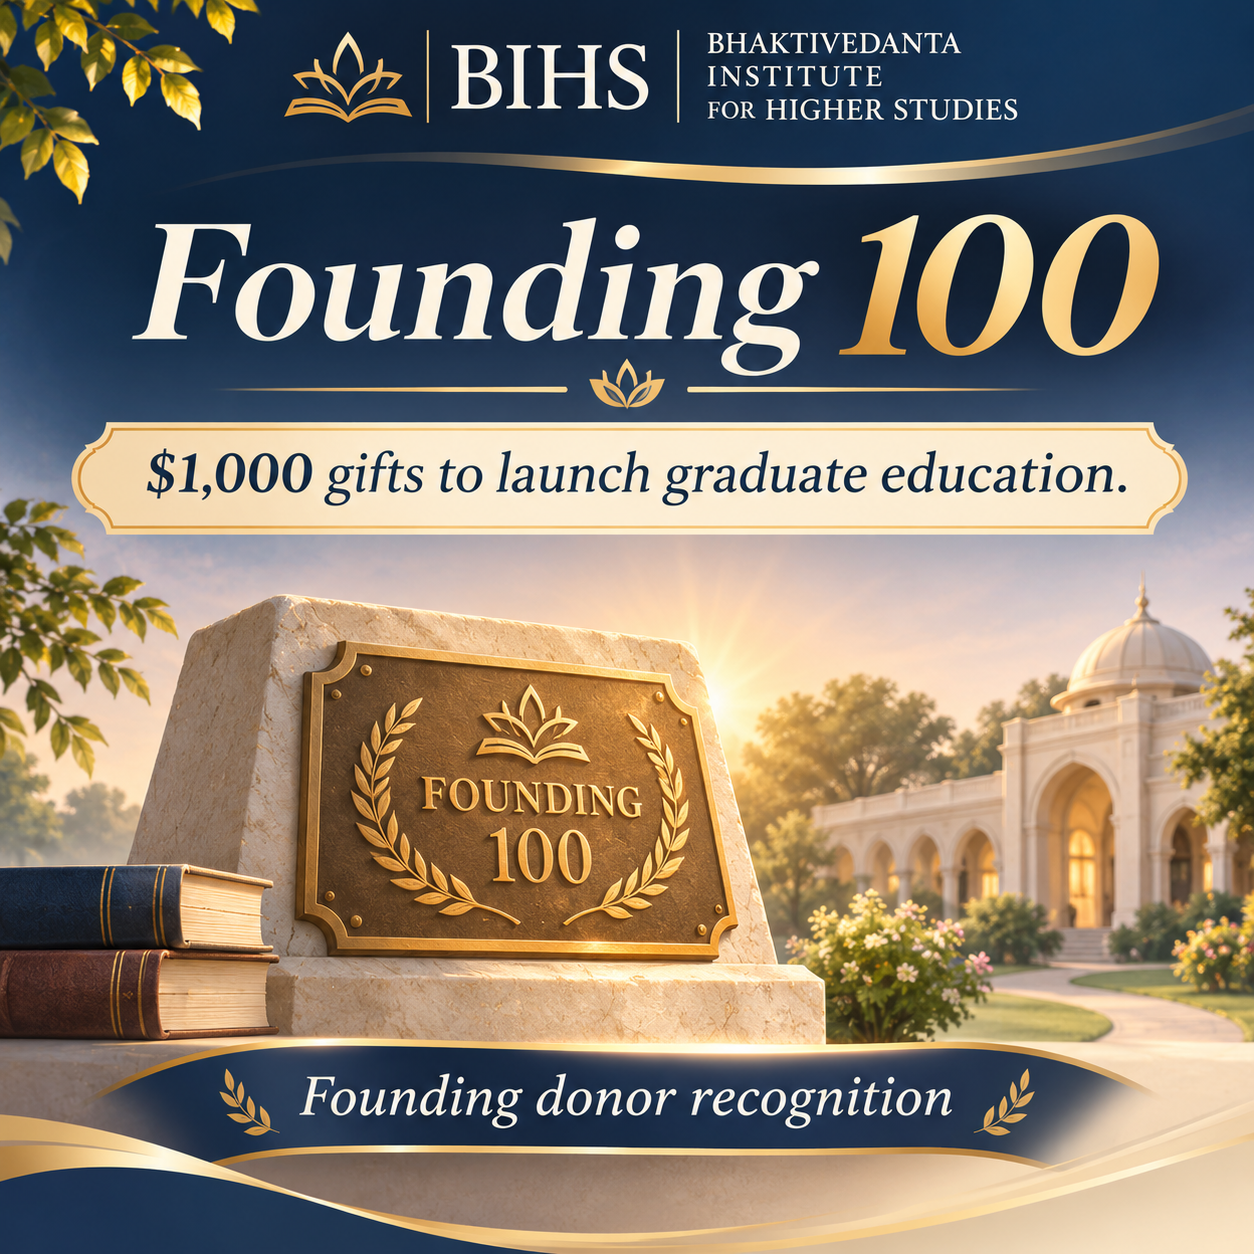 BIHS
BHAKTIVEDANTA
INSTITUTE
FOR HIGHER STUDIES
Founding 100
$1,000 gifts to launch graduate education.
FOUNDING
100
Founding donor recognition